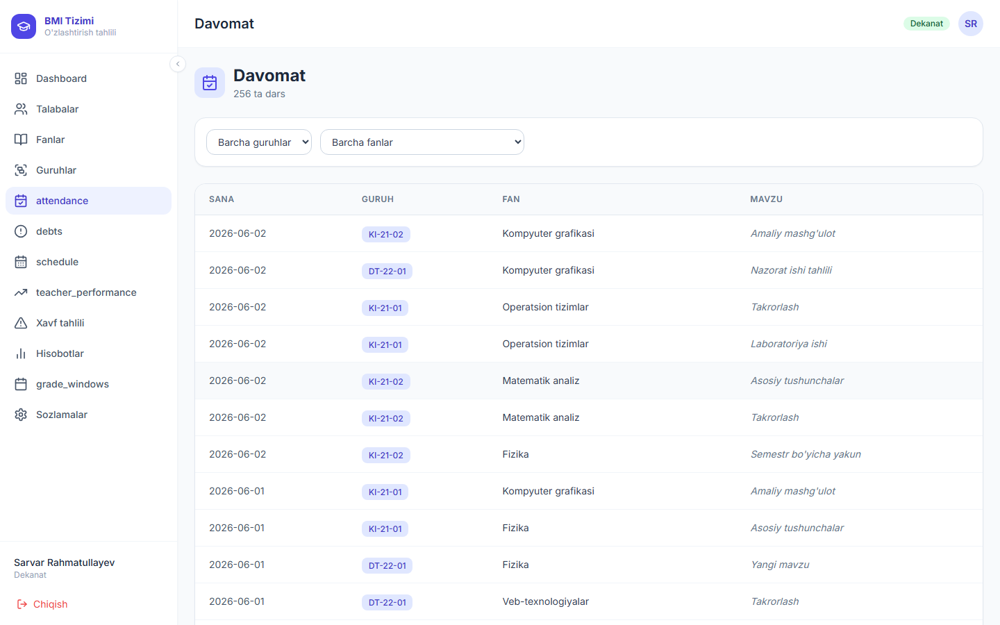 BMI Tizimi
O'zlashtirish tahlili
Dashboard
Talabalar
Fanlar
Guruhlar
attendance
debts
schedule
teacher_performance
Xavf tahlili
Hisobotlar
grade_windows
Sozlamalar
Sarvar Rahmatullayev
Dekanat
Chiqish
Davomat
Dekanat SR
Davomat
256 ta dars
Barcha guruhlar Barcha fanlar
SANA GURUH FAN MAVZU
2026-06-02 KI-21-02 Kompyuter grafikasi Amaliy mashg'ulot
2026-06-02 DT-22-01 Kompyuter grafikasi Nazorat ishi tahlili
2026-06-02 KI-21-01 Operatsion tizimlar Takrorlash
2026-06-02 KI-21-01 Operatsion tizimlar Laboratoriya ishi
2026-06-02 KI-21-02 Matematik analiz Asosiy tushunchalar
2026-06-02 KI-21-02 Matematik analiz Takrorlash
2026-06-02 KI-21-02 Fizika Semestr bo'yicha yakun
2026-06-01 KI-21-01 Kompyuter grafikasi Amaliy mashg'ulot
2026-06-01 KI-21-01 Fizika Asosiy tushunchalar
2026-06-01 DT-22-01 Fizika Yangi mavzu
2026-06-01 DT-22-01 Veb-texnologiyalar Takrorlash